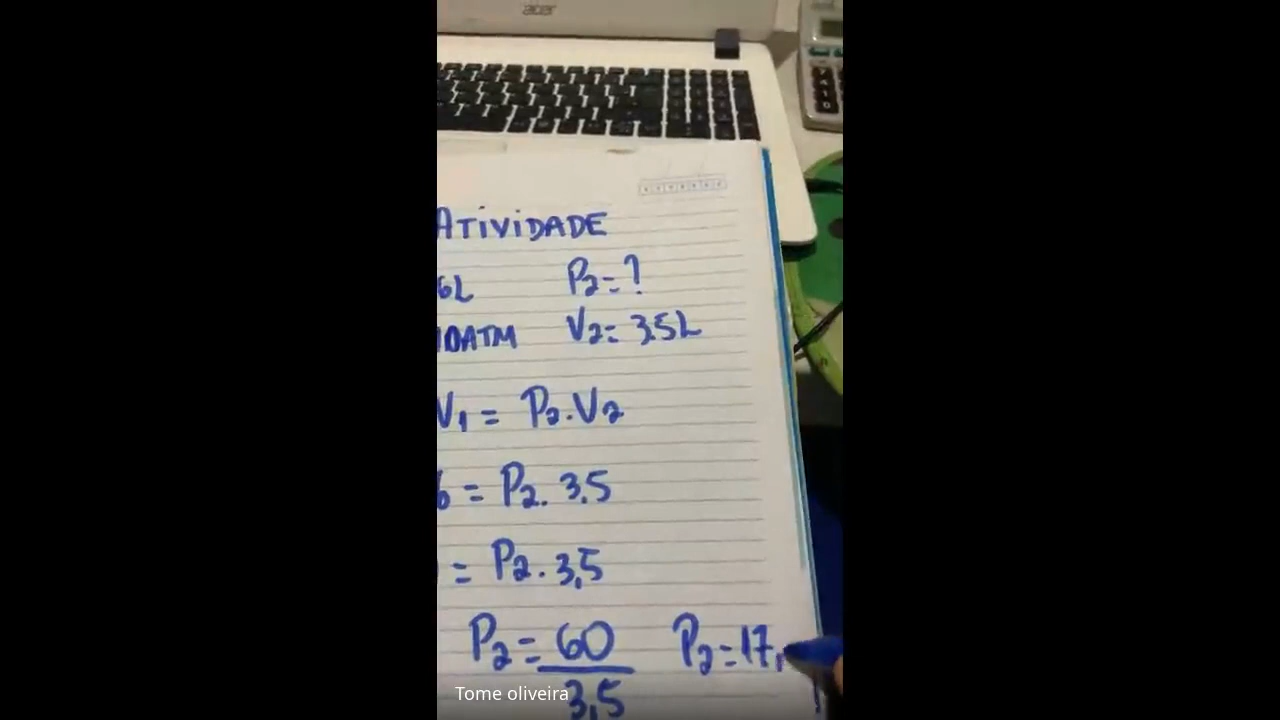 acer
ATIVIDADE
6L P2=?
10ATM V2= 3,5L
V1 = P2.V2
6 = P2. 3,5
= P2. 3,5
P2= 60 P2=17,
3,5
Tome oliveira